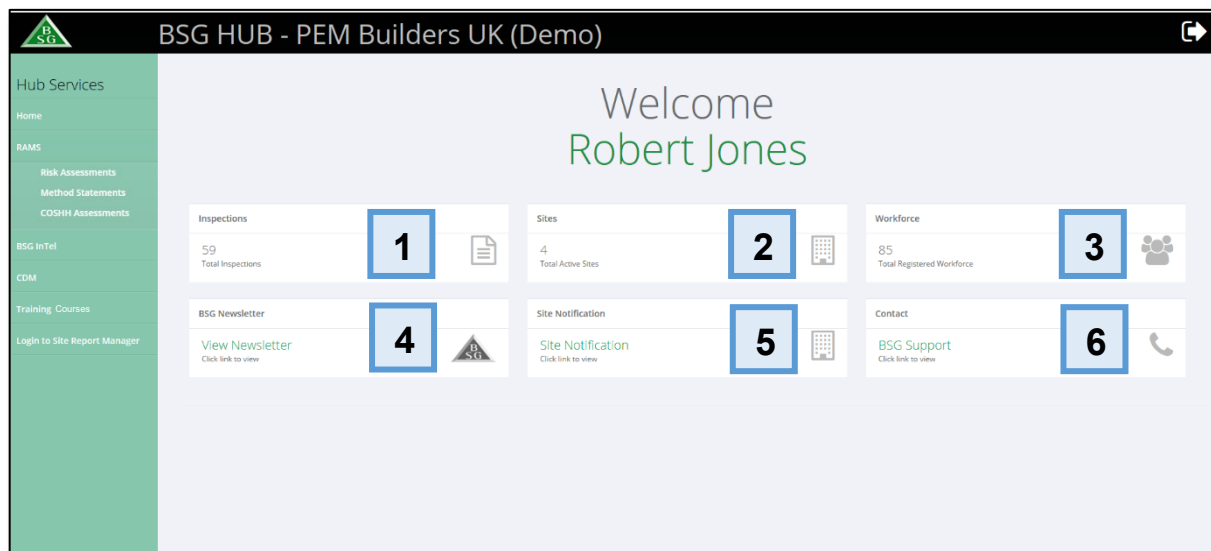 BSG
BSG HUB - PEM Builders UK (Demo)
Hub Services
Home
RAMS
Risk Assessments
Method Statements
COSHH Assessments
BSG InTel
CDM
Training Courses
Login to Site Report Manager
Welcome
Robert Jones
Inspections
59
Total Inspections
1
Sites
4
Total Active Sites
2
Workforce
85
Total Registered Workforce
3
BSG Newsletter
View Newsletter
Click link to view
4
BSG
Site Notification
Site Notification
Click link to view
5
Contact
BSG Support
Click link to view
6